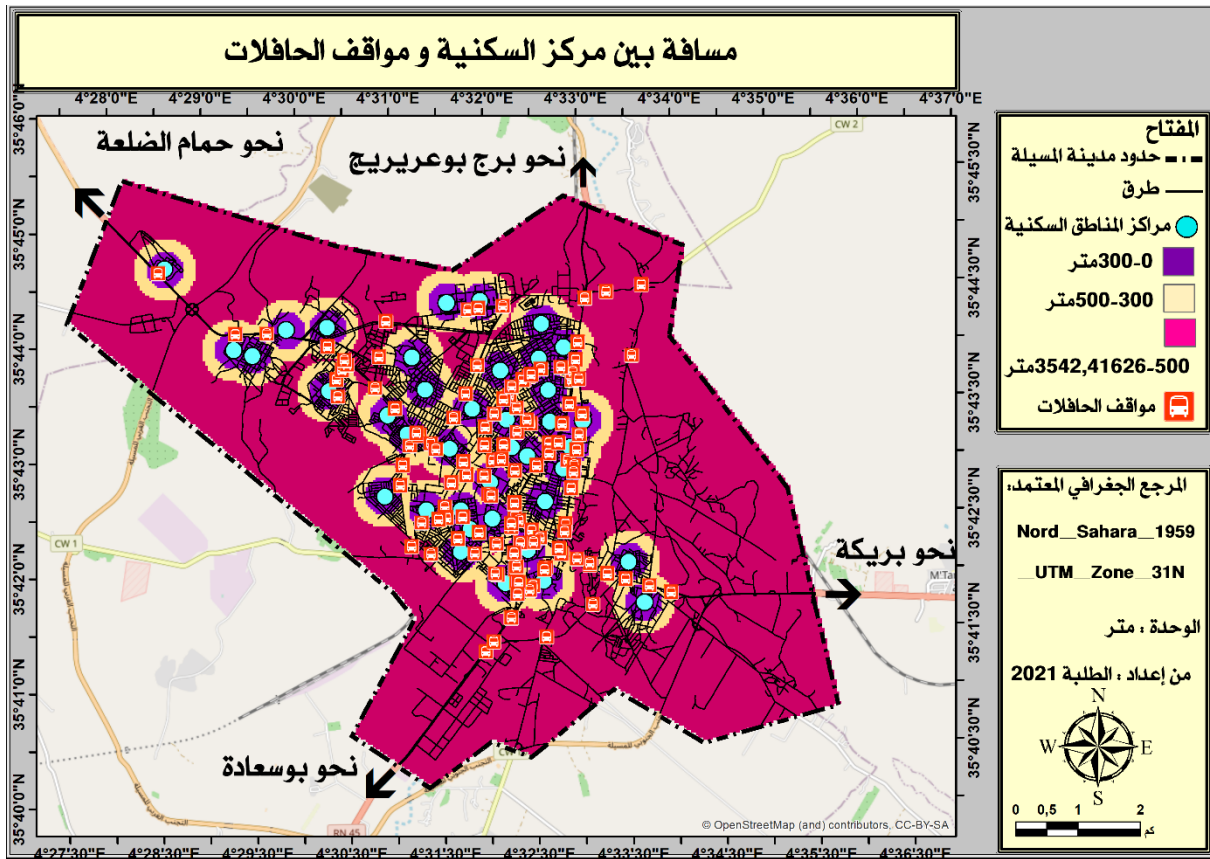 مسافة بين مركز السكنية و مواقف الحافلات
4°28'0"E 4°29'0"E 4°30'0"E 4°31'0"E 4°32'0"E 4°33'0"E 4°34'0"E 4°35'0"E 4°36'0"E 4°37'0"E
35°46'0"N
35°45'0"N
35°44'0"N
35°43'0"N
35°42'0"N
35°41'0"N
35°40'0"N
نحو حمام الضلعة
نحو برج بوعريريج
CW 2
CW 1
نحو بريكة
M'Tar
نحو بوسعادة
RN 45
© OpenStreetMap (and) contributors, CC-BY-SA
35°45'30"N
35°44'30"N
35°43'30"N
35°42'30"N
35°41'30"N
35°40'30"N
4°27'30"E 4°28'30"E 4°29'30"E 4°30'30"E 4°31'30"E 4°32'30"E 4°33'30"E 4°34'30"E 4°35'30"E 4°36'30"E
المفتاح
حدود مدينة المسيلة
طرق
مراكز المناطق السكنية
0-300متر
300-500متر
500-3542,41626متر
مواقف الحافلات
المرجع الجغرافي المعتمد:
Nord__Sahara__1959
__UTM__Zone__31N
الوحدة : متر
من إعداد : الطلبة 2021
N
W E
S
0 0,5 1 2
كم